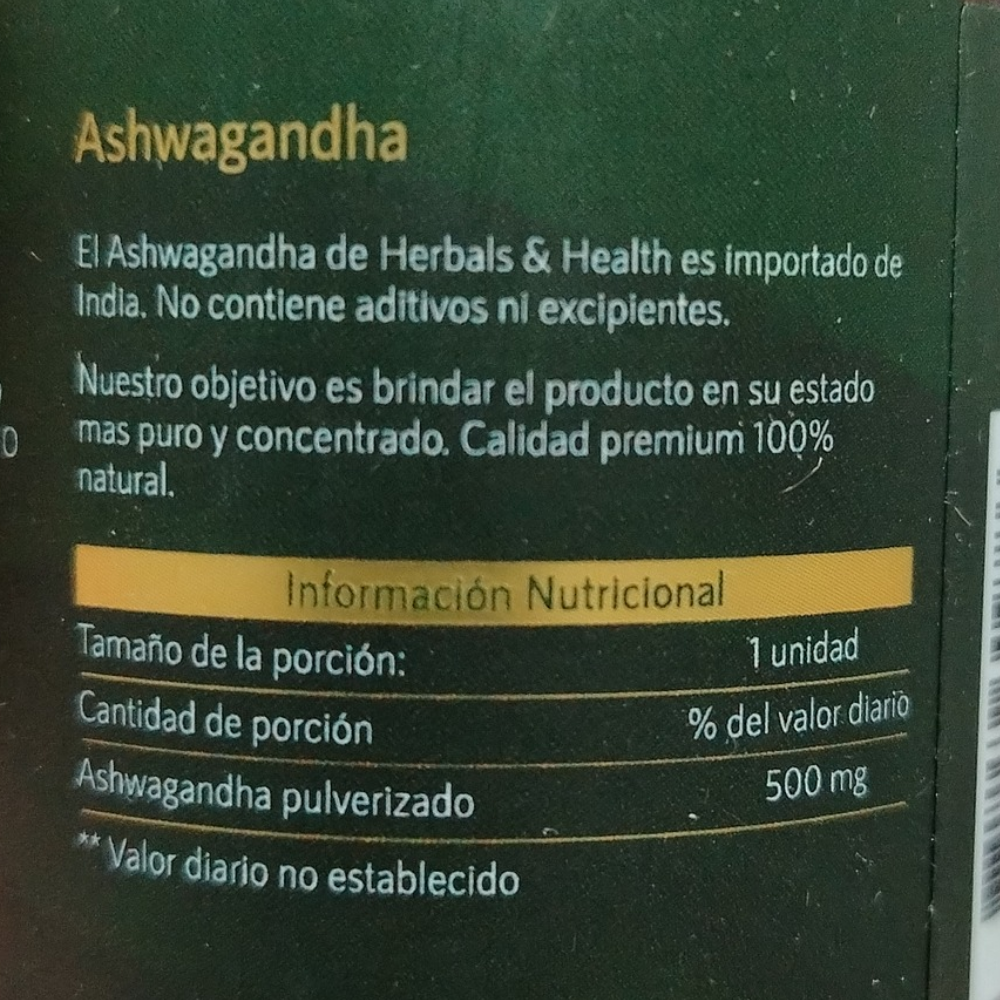 Ashwagandha
El Ashwagandha de Herbals & Health es importado de
India. No contiene aditivos ni excipientes.
Nuestro objetivo es brindar el producto en su estado
mas puro y concentrado. Calidad premium 100%
natural.
Información Nutricional
Tamaño de la porción: 1 unidad
Cantidad de porción % del valor diario
Ashwagandha pulverizado 500 mg
** Valor diario no establecido